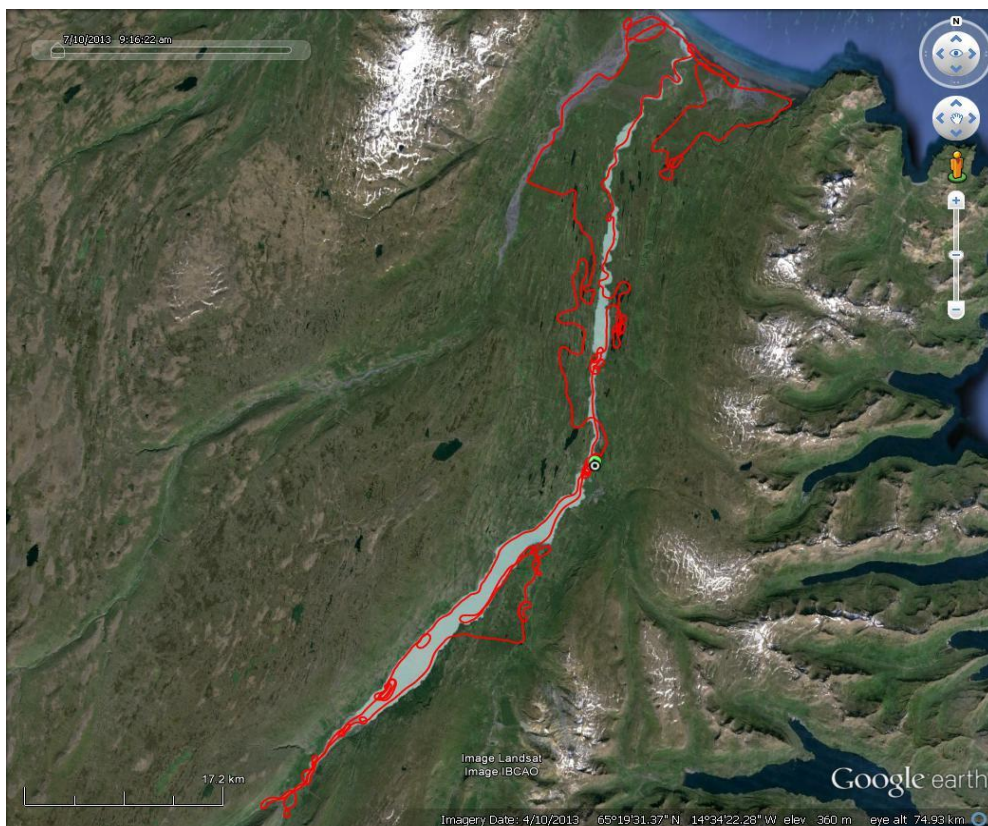 7/10/2013 9:16:22 am
N
17.2 km
Image Landsat
Image IBCAO
Google earth
Imagery Date: 4/10/2013 65°19'31.37" N 14°34'22.28" W elev 360 m eye alt 74.93 km